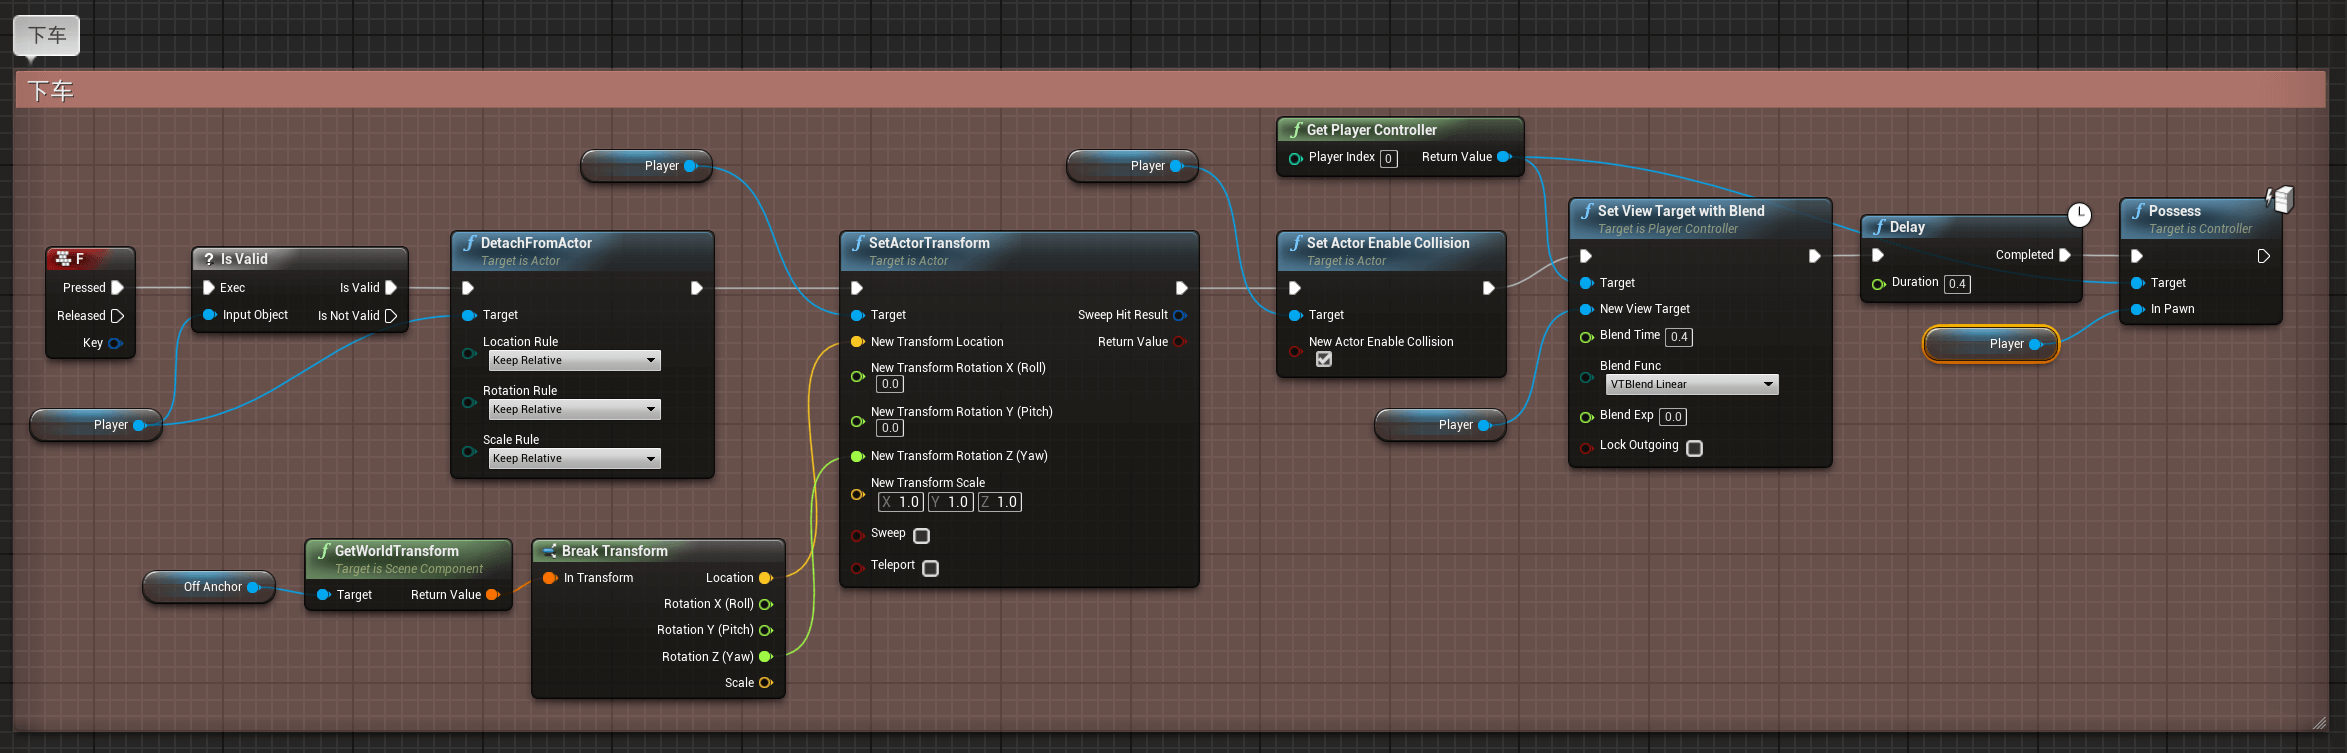 下车
下车
F
Pressed
Released
Key
Player
? Is Valid
Exec
Is Valid
Input Object
Is Not Valid
f DetachFromActor
Target is Actor
Target
Location Rule
Keep Relative
Rotation Rule
Keep Relative
Scale Rule
Keep Relative
Player
Off Anchor
f GetWorldTransform
Target is Scene Component
Target
Return Value
Break Transform
In Transform
Location
Rotation X (Roll)
Rotation Y (Pitch)
Rotation Z (Yaw)
Scale
f SetActorTransform
Target is Actor
Target
Sweep Hit Result
New Transform Location
Return Value
New Transform Rotation X (Roll)
0.0
New Transform Rotation Y (Pitch)
0.0
New Transform Rotation Z (Yaw)
New Transform Scale
X 1.0 Y 1.0 Z 1.0
Sweep
Teleport
Player
f Set Actor Enable Collision
Target is Actor
Target
New Actor Enable Collision
f Get Player Controller
Player Index 0
Return Value
Player
f Set View Target with Blend
Target is Player Controller
Target
New View Target
Blend Time 0.4
Blend Func
VTBlend Linear
Blend Exp 0.0
Lock Outgoing
f Delay
Completed
Duration 0.4
Player
f Possess
Target is Controller
Target
In Pawn